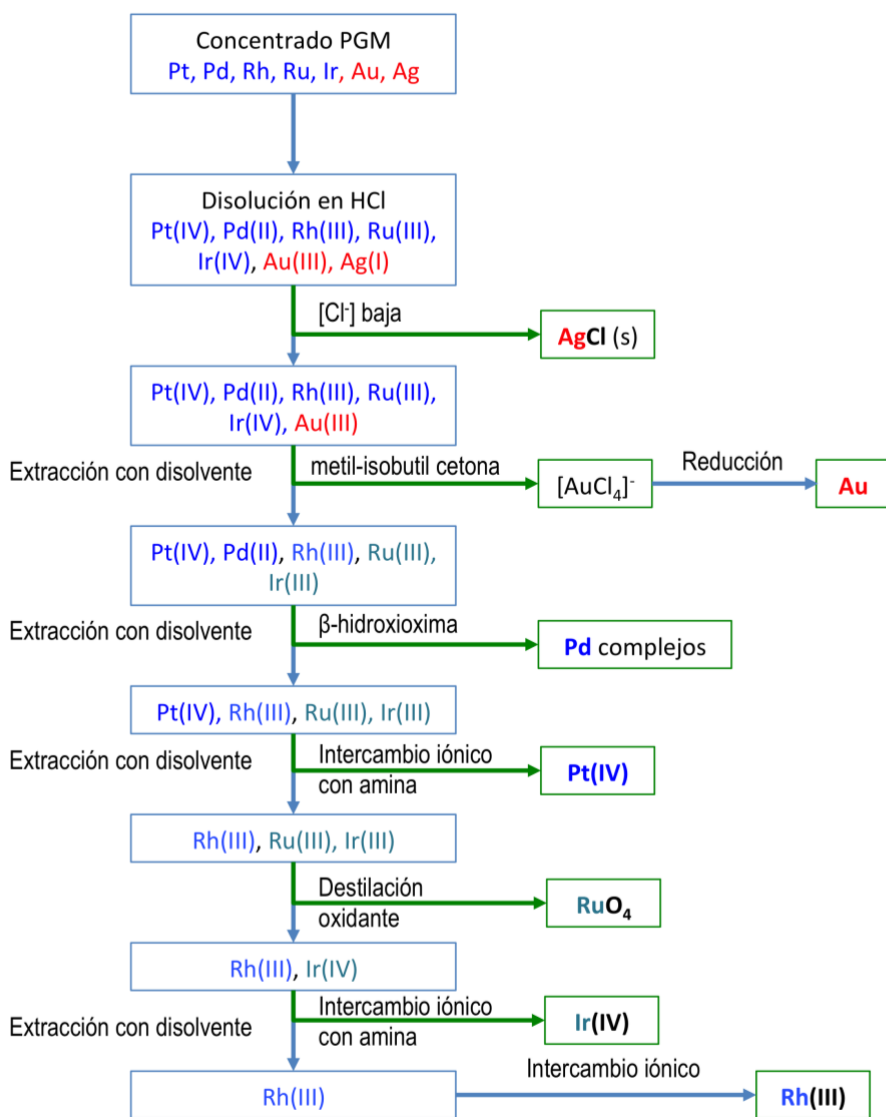 Concentrado PGM
Pt, Pd, Rh, Ru, Ir, Au, Ag
Disolución en HCl
Pt(IV), Pd(II), Rh(III), Ru(III),
Ir(IV), Au(III), Ag(I)
[Cl⁻] baja
AgCl (s)
Pt(IV), Pd(II), Rh(III), Ru(III),
Ir(IV), Au(III)
Extracción con disolvente
metil-isobutil cetona
[AuCl₄]⁻
Reducción
Au
Pt(IV), Pd(II), Rh(III), Ru(III),
Ir(III)
Extracción con disolvente
β-hidroxioxima
Pd complejos
Pt(IV), Rh(III), Ru(III), Ir(III)
Extracción con disolvente
Intercambio iónico
con amina
Pt(IV)
Rh(III), Ru(III), Ir(III)
Destilación
oxidante
RuO₄
Rh(III), Ir(IV)
Extracción con disolvente
Intercambio iónico
con amina
Ir(IV)
Rh(III)
Intercambio iónico
Rh(III)